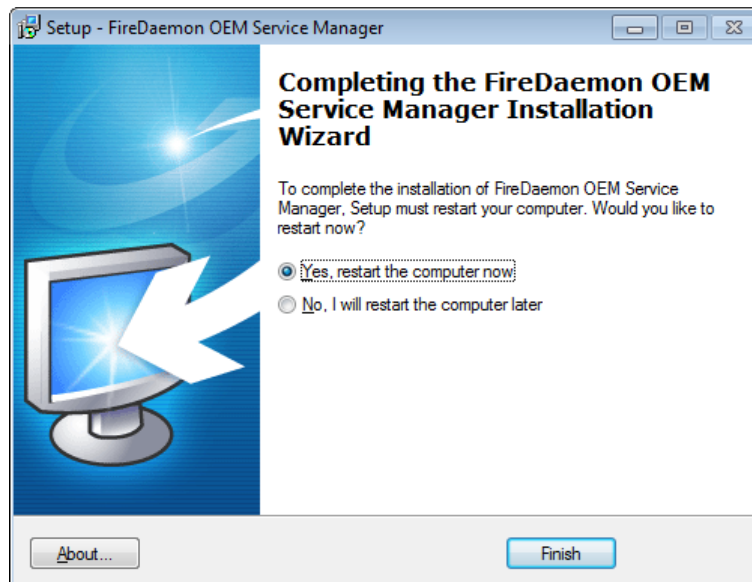 Setup - FireDaemon OEM Service Manager
Completing the FireDaemon OEM
Service Manager Installation
Wizard
To complete the installation of FireDaemon OEM Service
Manager, Setup must restart your computer. Would you like to
restart now?
Yes, restart the computer now
No, I will restart the computer later
About...
Finish